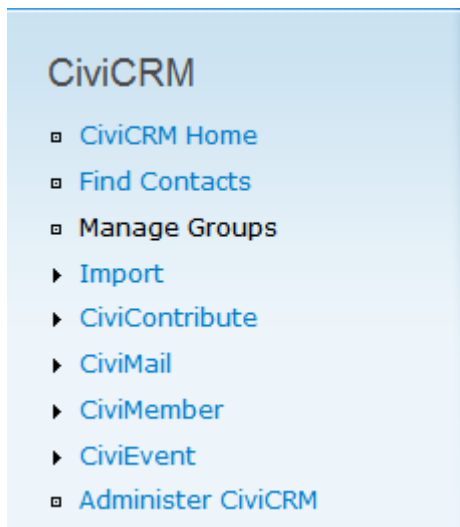 CiviCRM
CiviCRM Home
Find Contacts
Manage Groups
Import
CiviContribute
CiviMail
CiviMember
CiviEvent
Administer CiviCRM